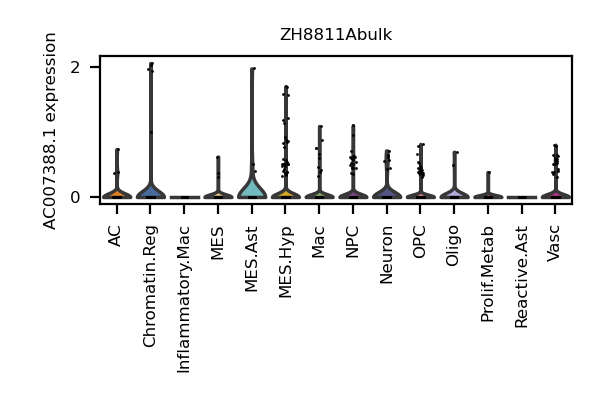 ZH8811Abulk
AC007388.1 expression
2
0
AC
Chromatin.Reg
Inflammatory.Mac
MES
MES.Ast
MES.Hyp
Mac
NPC
Neuron
OPC
Oligo
Prolif.Metab
Reactive.Ast
Vasc